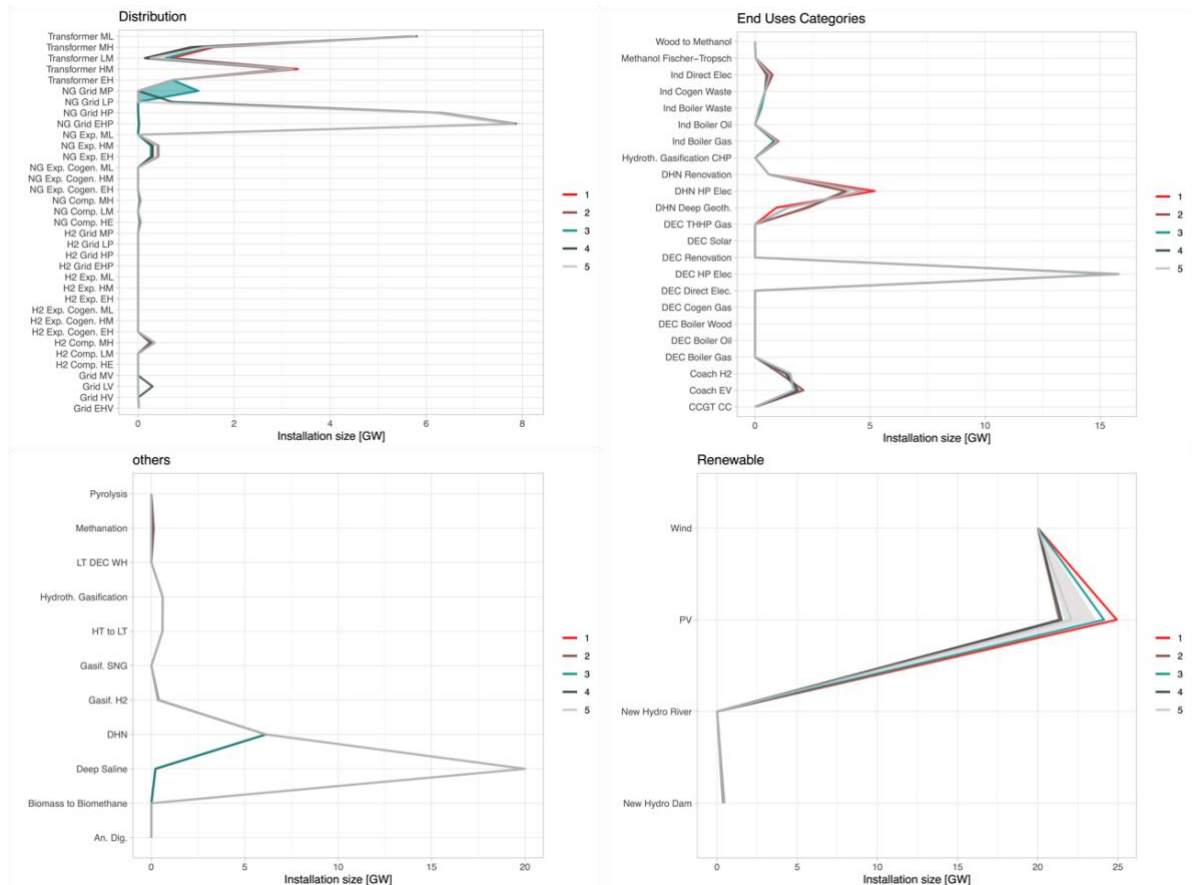 Distribution
Transformer ML
Transformer MH
Transformer LM
Transformer HM
Transformer EH
NG Grid MP
NG Grid LP
NG Grid HP
NG Grid EHP
NG Exp. ML
NG Exp. HM
NG Exp. EH
NG Exp. Cogen. ML
NG Exp. Cogen. HM
NG Exp. Cogen. EH
NG Comp. MH
NG Comp. LM
NG Comp. HE
H2 Grid MP
H2 Grid LP
H2 Grid HP
H2 Grid EHP
H2 Exp. ML
H2 Exp. HM
H2 Exp. EH
H2 Exp. Cogen. ML
H2 Exp. Cogen. HM
H2 Exp. Cogen. EH
H2 Comp. MH
H2 Comp. LM
H2 Comp. HE
Grid MV
Grid LV
Grid HV
Grid EHV
0 2 4 6 8
Installation size [GW]
1
2
3
4
5
End Uses Categories
Wood to Methanol
Methanol Fischer−Tropsch
Ind Direct Elec
Ind Cogen Waste
Ind Boiler Waste
Ind Boiler Oil
Ind Boiler Gas
Hydroth. Gasification CHP
DHN Renovation
DHN HP Elec
DHN Deep Geoth.
DEC THHP Gas
DEC Solar
DEC Renovation
DEC HP Elec
DEC Direct Elec.
DEC Cogen Gas
DEC Boiler Wood
DEC Boiler Oil
DEC Boiler Gas
Coach H2
Coach EV
CCGT CC
0 5 10 15
Installation size [GW]
1
2
3
4
5
others
Pyrolysis
Methanation
LT DEC WH
Hydroth. Gasification
HT to LT
Gasif. SNG
Gasif. H2
DHN
Deep Saline
Biomass to Biomethane
An. Dig.
0 5 10 15 20
Installation size [GW]
1
2
3
4
5
Renewable
Wind
PV
New Hydro River
New Hydro Dam
0 5 10 15 20 25
Installation size [GW]
1
2
3
4
5